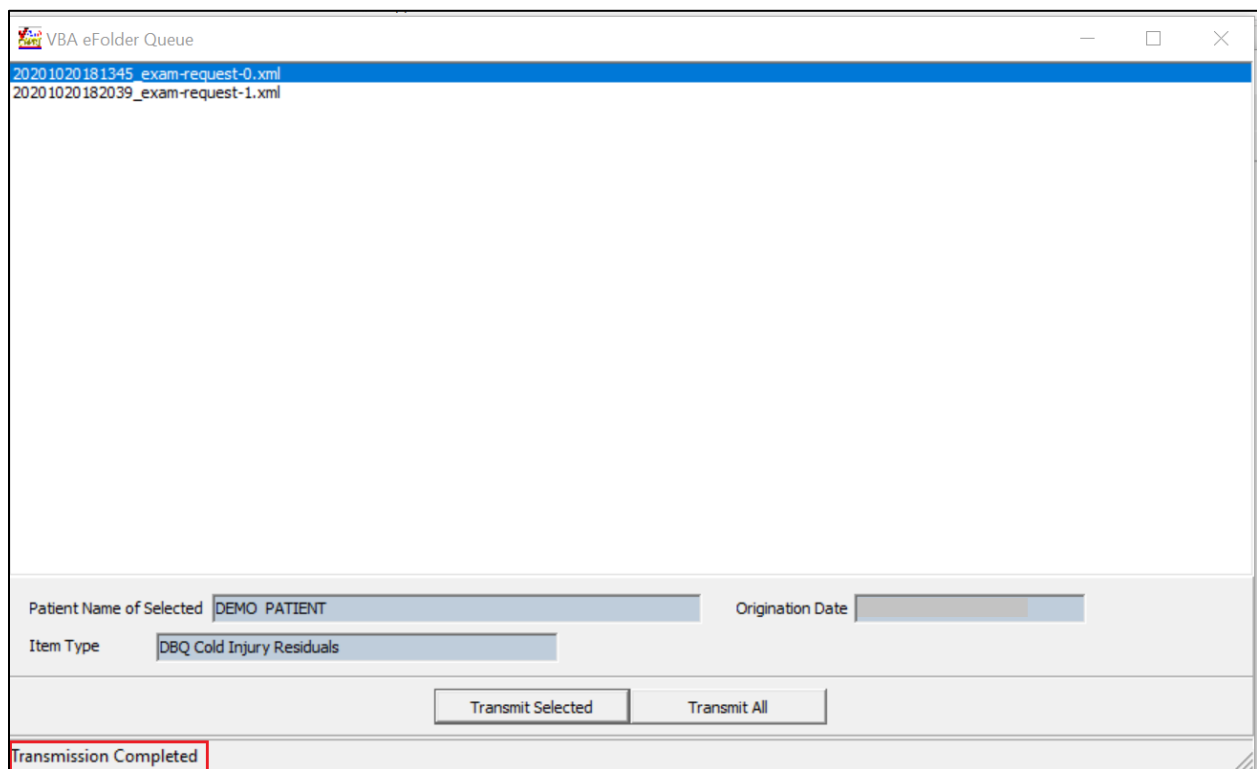 VBA eFolder Queue
20201020181345_exam-request-0.xml
20201020182039_exam-request-1.xml
Patient Name of Selected DEMO PATIENT Origination Date
Item Type DBQ Cold Injury Residuals
Transmit Selected Transmit All
Transmission Completed